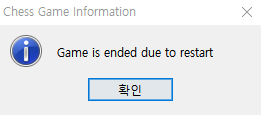 Chess Game Information
Game is ended due to restart
확인